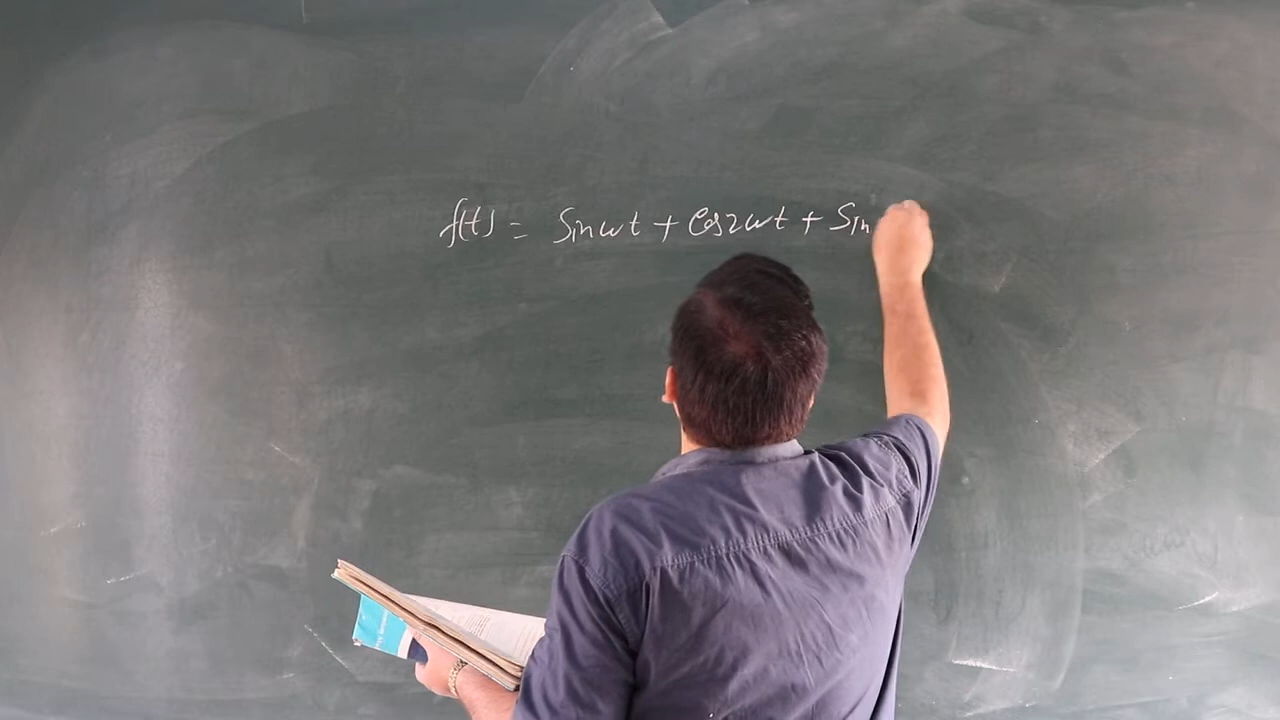 f(t) = Sinωt + Cos2ωt + Sin